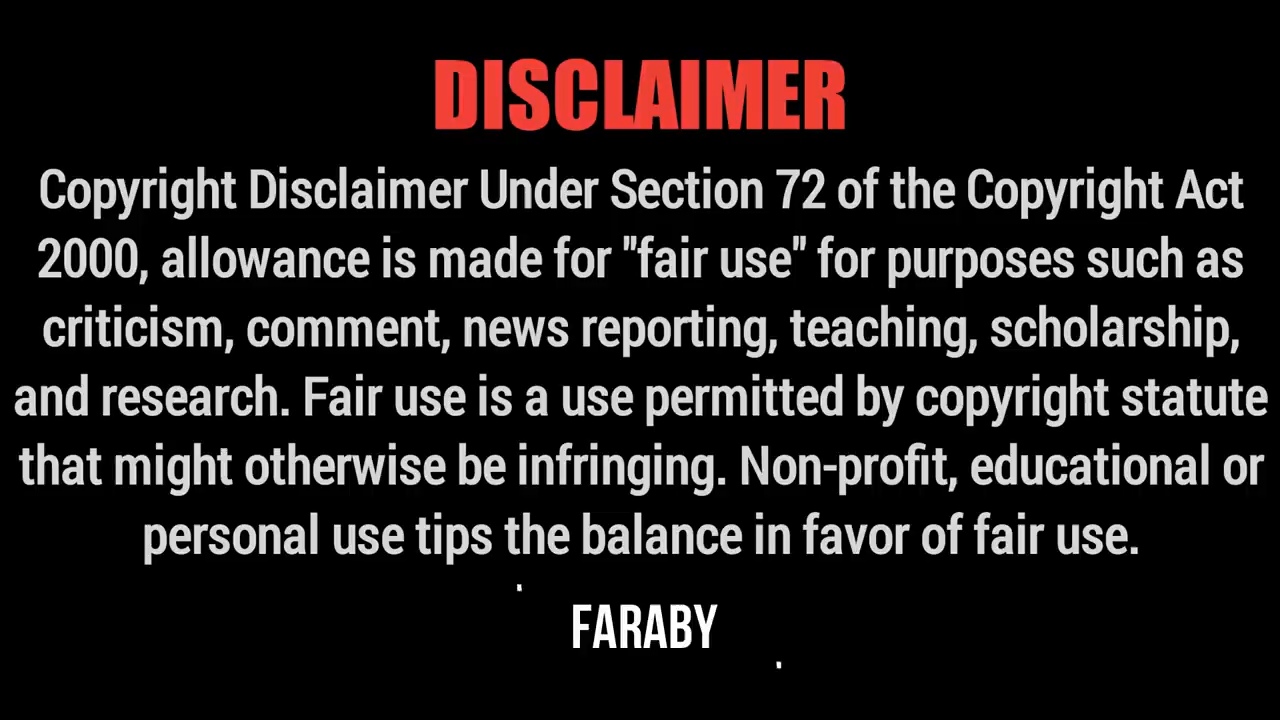 DISCLAIMER
Copyright Disclaimer Under Section 72 of the Copyright Act
2000, allowance is made for "fair use" for purposes such as
criticism, comment, news reporting, teaching, scholarship,
and research. Fair use is a use permitted by copyright statute
that might otherwise be infringing. Non-profit, educational or
personal use tips the balance in favor of fair use.
FARABY